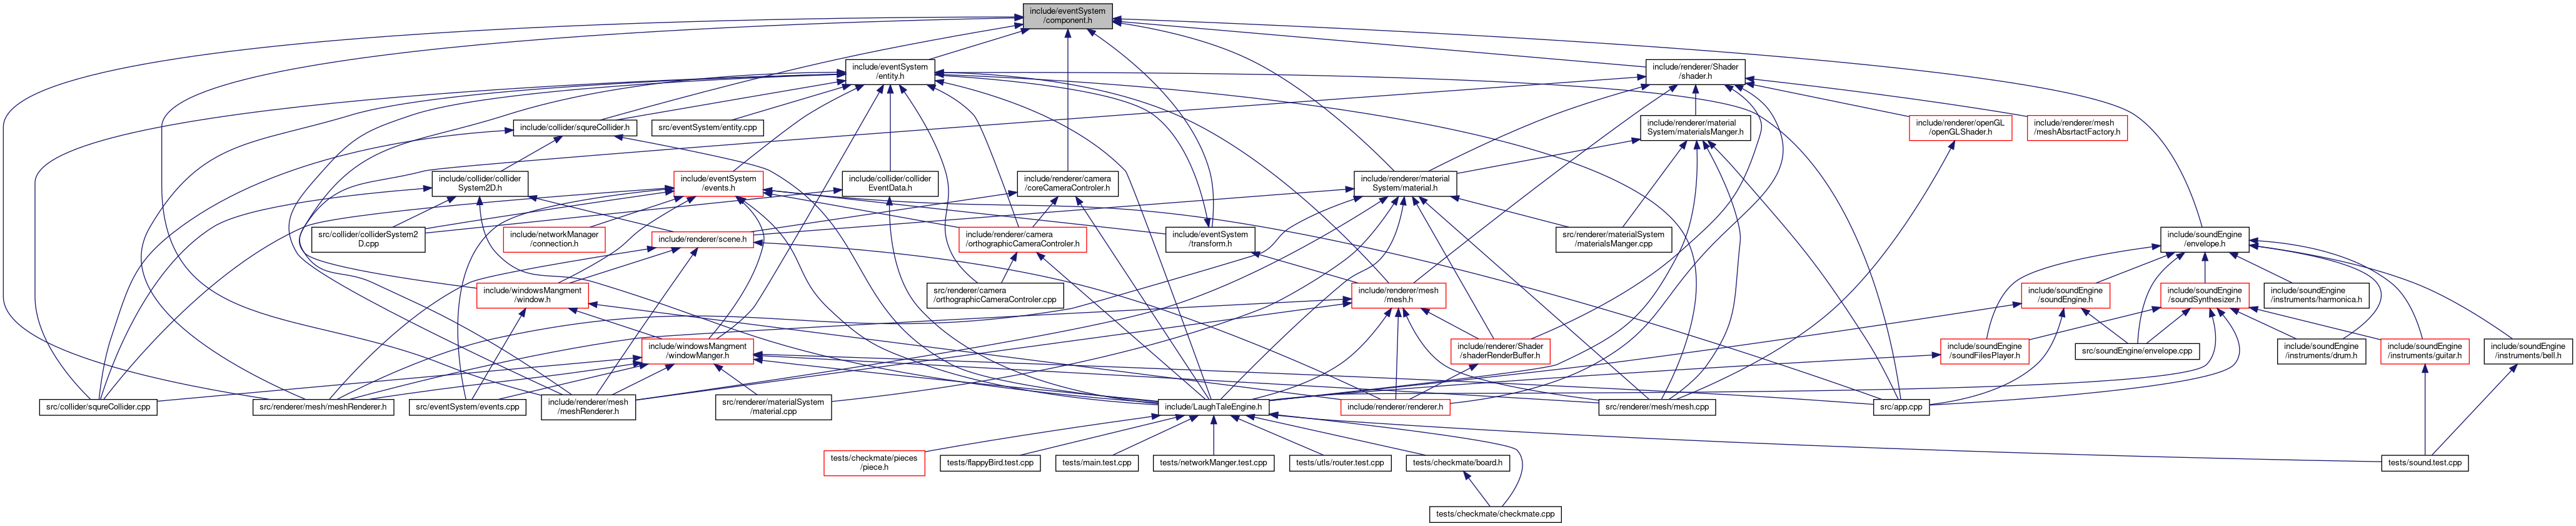 include/eventSystem
/component.h
include/eventSystem
/entity.h
include/renderer/Shader
/shader.h
include/collider/squreCollider.h
src/eventSystem/entity.cpp
include/renderer/material
System/materialsManger.h
include/renderer/openGL
/openGLShader.h
include/renderer/mesh
/meshAbsrtactFactory.h
include/collider/collider
System2D.h
include/eventSystem
/events.h
include/collider/collider
EventData.h
include/renderer/camera
/coreCameraControler.h
include/renderer/material
System/material.h
src/collider/colliderSystem2
D.cpp
include/networkManager
/connection.h
include/renderer/scene.h
include/renderer/camera
/orthographicCameraControler.h
include/eventSystem
/transform.h
src/renderer/materialSystem
/materialsManger.cpp
include/soundEngine
/envelope.h
include/windowsMangment
/window.h
src/renderer/camera
/orthographicCameraControler.cpp
include/renderer/mesh
/mesh.h
include/soundEngine
/soundEngine.h
include/soundEngine
/soundSynthesizer.h
include/soundEngine
/instruments/harmonica.h
include/windowsMangment
/windowManger.h
include/renderer/Shader
/shaderRenderBuffer.h
include/soundEngine
/soundFilesPlayer.h
src/soundEngine/envelope.cpp
include/soundEngine
/instruments/drum.h
include/soundEngine
/instruments/guitar.h
include/soundEngine
/instruments/bell.h
src/collider/squreCollider.cpp
src/renderer/mesh/meshRenderer.h
src/eventSystem/events.cpp
include/renderer/mesh
/meshRenderer.h
src/renderer/materialSystem
/material.cpp
include/LaughTaleEngine.h
include/renderer/renderer.h
src/renderer/mesh/mesh.cpp
src/app.cpp
tests/checkmate/pieces
/piece.h
tests/flappyBird.test.cpp
tests/main.test.cpp
tests/networkManger.test.cpp
tests/utls/router.test.cpp
tests/checkmate/board.h
tests/sound.test.cpp
tests/checkmate/checkmate.cpp